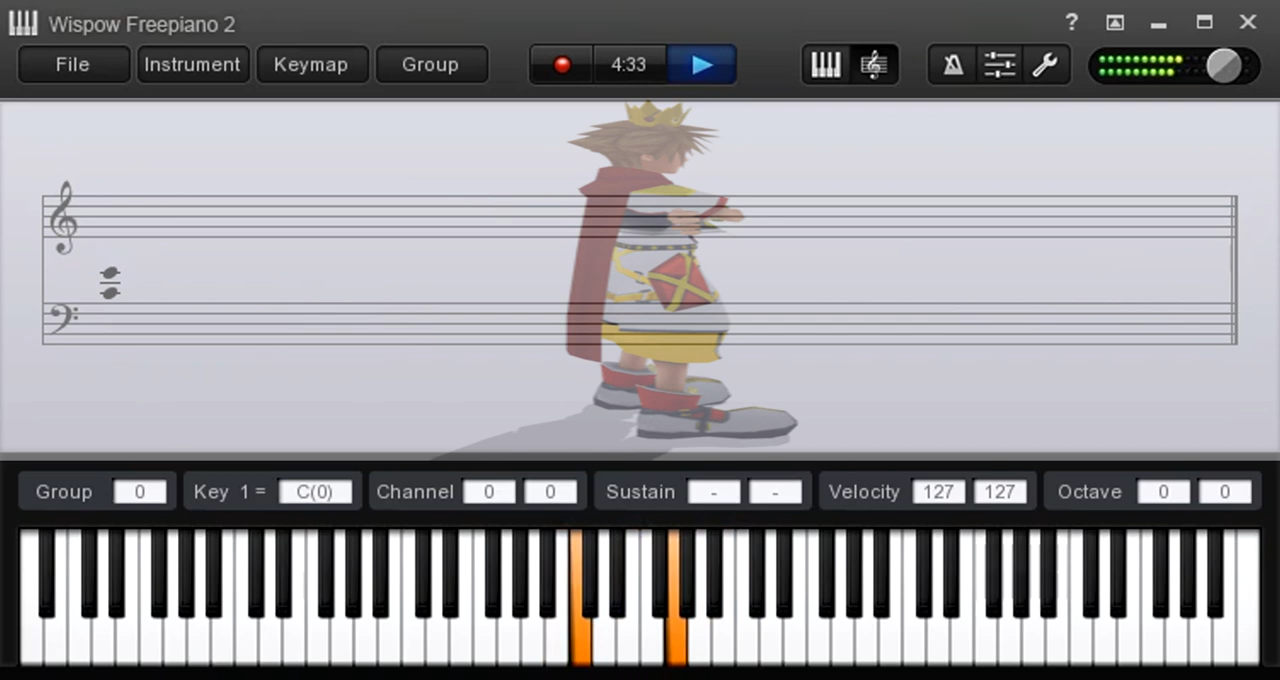 Wispow Freepiano 2 ?
File Instrument Keymap Group 4:33
Group 0 Key 1 = C(0) Channel 0 0 Sustain - - Velocity 127 127 Octave 0 0